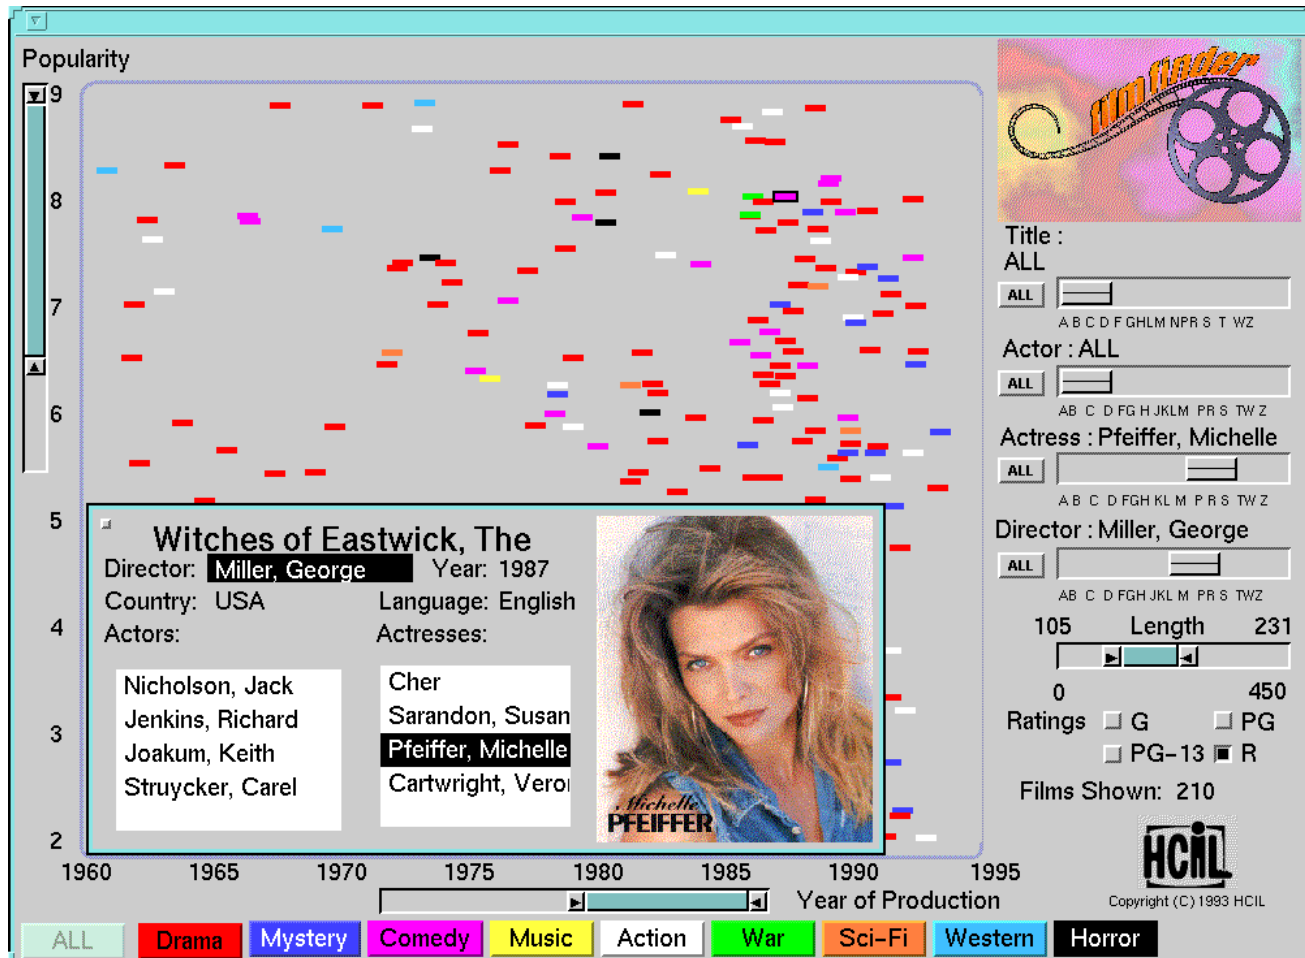 Popularity
film finder
9
8
7
6
5
4
3
2
Title :
ALL
ALL
A B C D F GHLM NPR S T WZ
Actor : ALL
ALL
AB C D FG H JKLM PR S TW Z
Actress : Pfeiffer, Michelle
ALL
AB C D FGH KL M P R S TW Z
Director : Miller, George
ALL
AB C D FGH JKL M PR S TWZ
105 Length 231
0 450
Ratings G PG
PG-13 R
Films Shown: 210
HCIL
Copyright (C) 1993 HCIL
Witches of Eastwick, The
Director: Miller, George Year: 1987
Country: USA Language: English
Actors: Actresses:
Nicholson, Jack
Jenkins, Richard
Joakum, Keith
Struycker, Carel
Cher
Sarandon, Susan
Pfeiffer, Michelle
Cartwright, Vero
Michelle
PFEIFFER
1960 1965 1970 1975 1980 1985 1990 1995
Year of Production
ALL Drama Mystery Comedy Music Action War Sci-Fi Western Horror